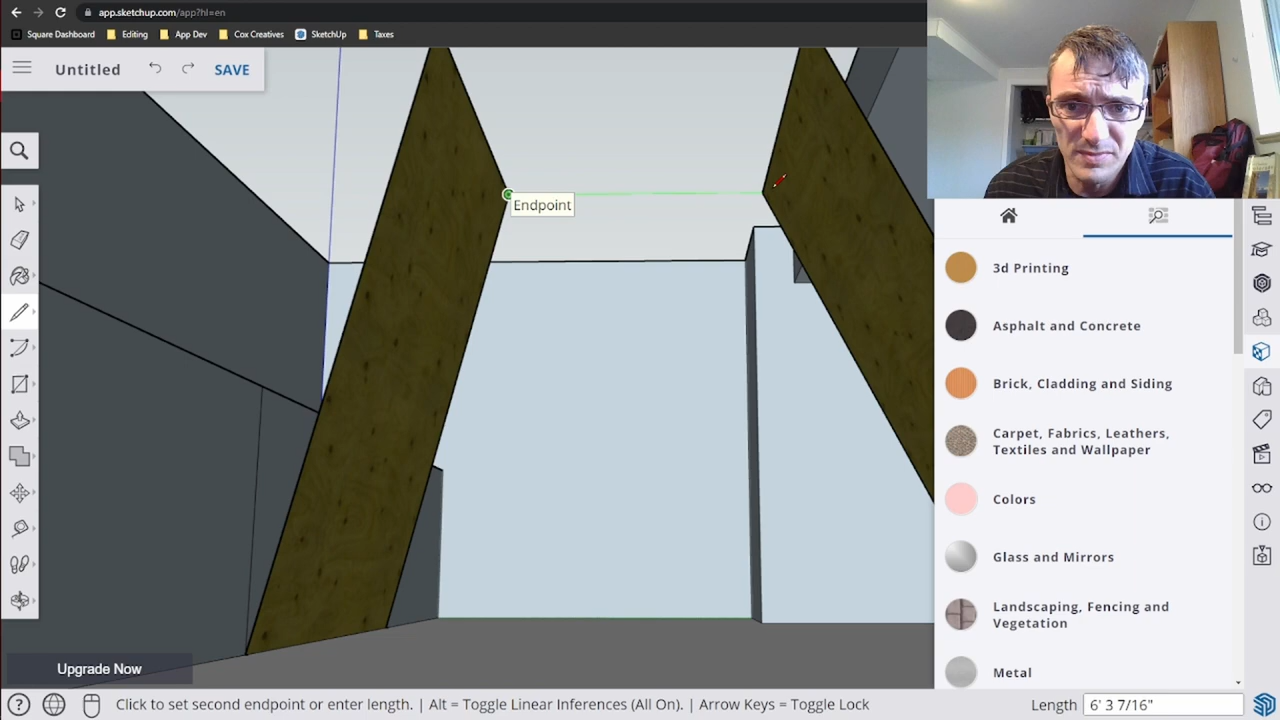 app.sketchup.com/app?hl=en
Square Dashboard Editing App Dev Cox Creatives SketchUp Taxes
Untitled SAVE
Endpoint
3d Printing
Asphalt and Concrete
Brick, Cladding and Siding
Carpet, Fabrics, Leathers,
Textiles and Wallpaper
Colors
Glass and Mirrors
Landscaping, Fencing and
Vegetation
Metal
Upgrade Now
Click to set second endpoint or enter length. | Alt = Toggle Linear Inferences (All On). | Arrow Keys = Toggle Lock
Length 6' 3 7/16"